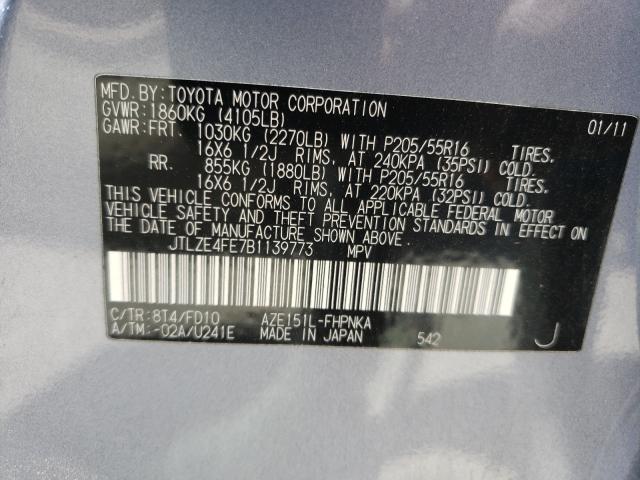 MFD. BY: TOYOTA MOTOR CORPORATION 01/11
GVWR: 1860KG (4105LB)
GAWR: FRT. 1030KG (2270LB) WITH P205/55R16 TIRES.
16X6 1/2J RIMS, AT 240KPA (35PSI) COLD.
RR. 855KG (1880LB) WITH P205/55R16 TIRES.
16X6 1/2J RIMS, AT 220KPA (32PSI) COLD.
THIS VEHICLE CONFORMS TO ALL APPLICABLE FEDERAL MOTOR
VEHICLE SAFETY AND THEFT PREVENTION STANDARDS IN EFFECT ON
THE DATE OF MANUFACTURE SHOWN ABOVE.
JTLZE4FE7B1139773 MPV
C/TR: 8T4/FD10 AZE151L-FHPNKA
A/TM: -02A/U241E MADE IN JAPAN 542 J